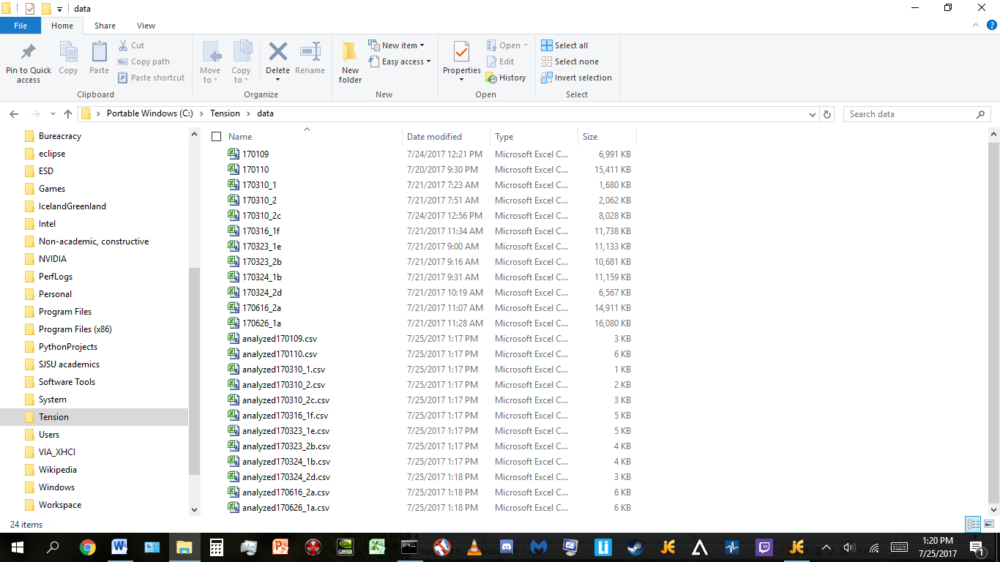 data
File Home Share View
Pin to Quick access
Copy
Paste
Cut
Copy path
Paste shortcut
Clipboard
Move to
Copy to
Delete
Rename
Organize
New folder
New item
Easy access
New
Properties
Open
Edit
History
Open
Select all
Select none
Invert selection
Select
Portable Windows (C:) Tension data
Search data
Bureacracy
eclipse
ESD
Games
IcelandGreenland
Intel
Non-academic, constructive
NVIDIA
PerfLogs
Personal
Program Files
Program Files (x86)
PythonProjects
SJSU academics
Software Tools
System
Tension
Users
VIA_XHCI
Wikipedia
Windows
Workspace
Name Date modified Type Size
170109 7/24/2017 12:21 PM Microsoft Excel C... 6,991 KB
170110 7/20/2017 9:30 PM Microsoft Excel C... 15,411 KB
170310_1 7/21/2017 7:23 AM Microsoft Excel C... 1,680 KB
170310_2 7/21/2017 7:51 AM Microsoft Excel C... 2,062 KB
170310_2c 7/24/2017 12:56 PM Microsoft Excel C... 8,028 KB
170316_1f 7/21/2017 11:34 AM Microsoft Excel C... 11,738 KB
170323_1e 7/21/2017 9:00 AM Microsoft Excel C... 11,133 KB
170323_2b 7/21/2017 9:16 AM Microsoft Excel C... 10,681 KB
170324_1b 7/21/2017 9:31 AM Microsoft Excel C... 11,159 KB
170324_2d 7/21/2017 10:19 AM Microsoft Excel C... 6,567 KB
170616_2a 7/21/2017 11:07 AM Microsoft Excel C... 14,911 KB
170626_1a 7/21/2017 11:28 AM Microsoft Excel C... 16,080 KB
analyzed170109.csv 7/25/2017 1:17 PM Microsoft Excel C... 3 KB
analyzed170110.csv 7/25/2017 1:17 PM Microsoft Excel C... 6 KB
analyzed170310_1.csv 7/25/2017 1:17 PM Microsoft Excel C... 1 KB
analyzed170310_2.csv 7/25/2017 1:17 PM Microsoft Excel C... 2 KB
analyzed170310_2c.csv 7/25/2017 1:17 PM Microsoft Excel C... 3 KB
analyzed170316_1f.csv 7/25/2017 1:17 PM Microsoft Excel C... 5 KB
analyzed170323_1e.csv 7/25/2017 1:17 PM Microsoft Excel C... 5 KB
analyzed170323_2b.csv 7/25/2017 1:17 PM Microsoft Excel C... 4 KB
analyzed170324_1b.csv 7/25/2017 1:17 PM Microsoft Excel C... 4 KB
analyzed170324_2d.csv 7/25/2017 1:18 PM Microsoft Excel C... 3 KB
analyzed170616_2a.csv 7/25/2017 1:18 PM Microsoft Excel C... 6 KB
analyzed170626_1a.csv 7/25/2017 1:18 PM Microsoft Excel C... 6 KB
24 items
1:20 PM
7/25/2017